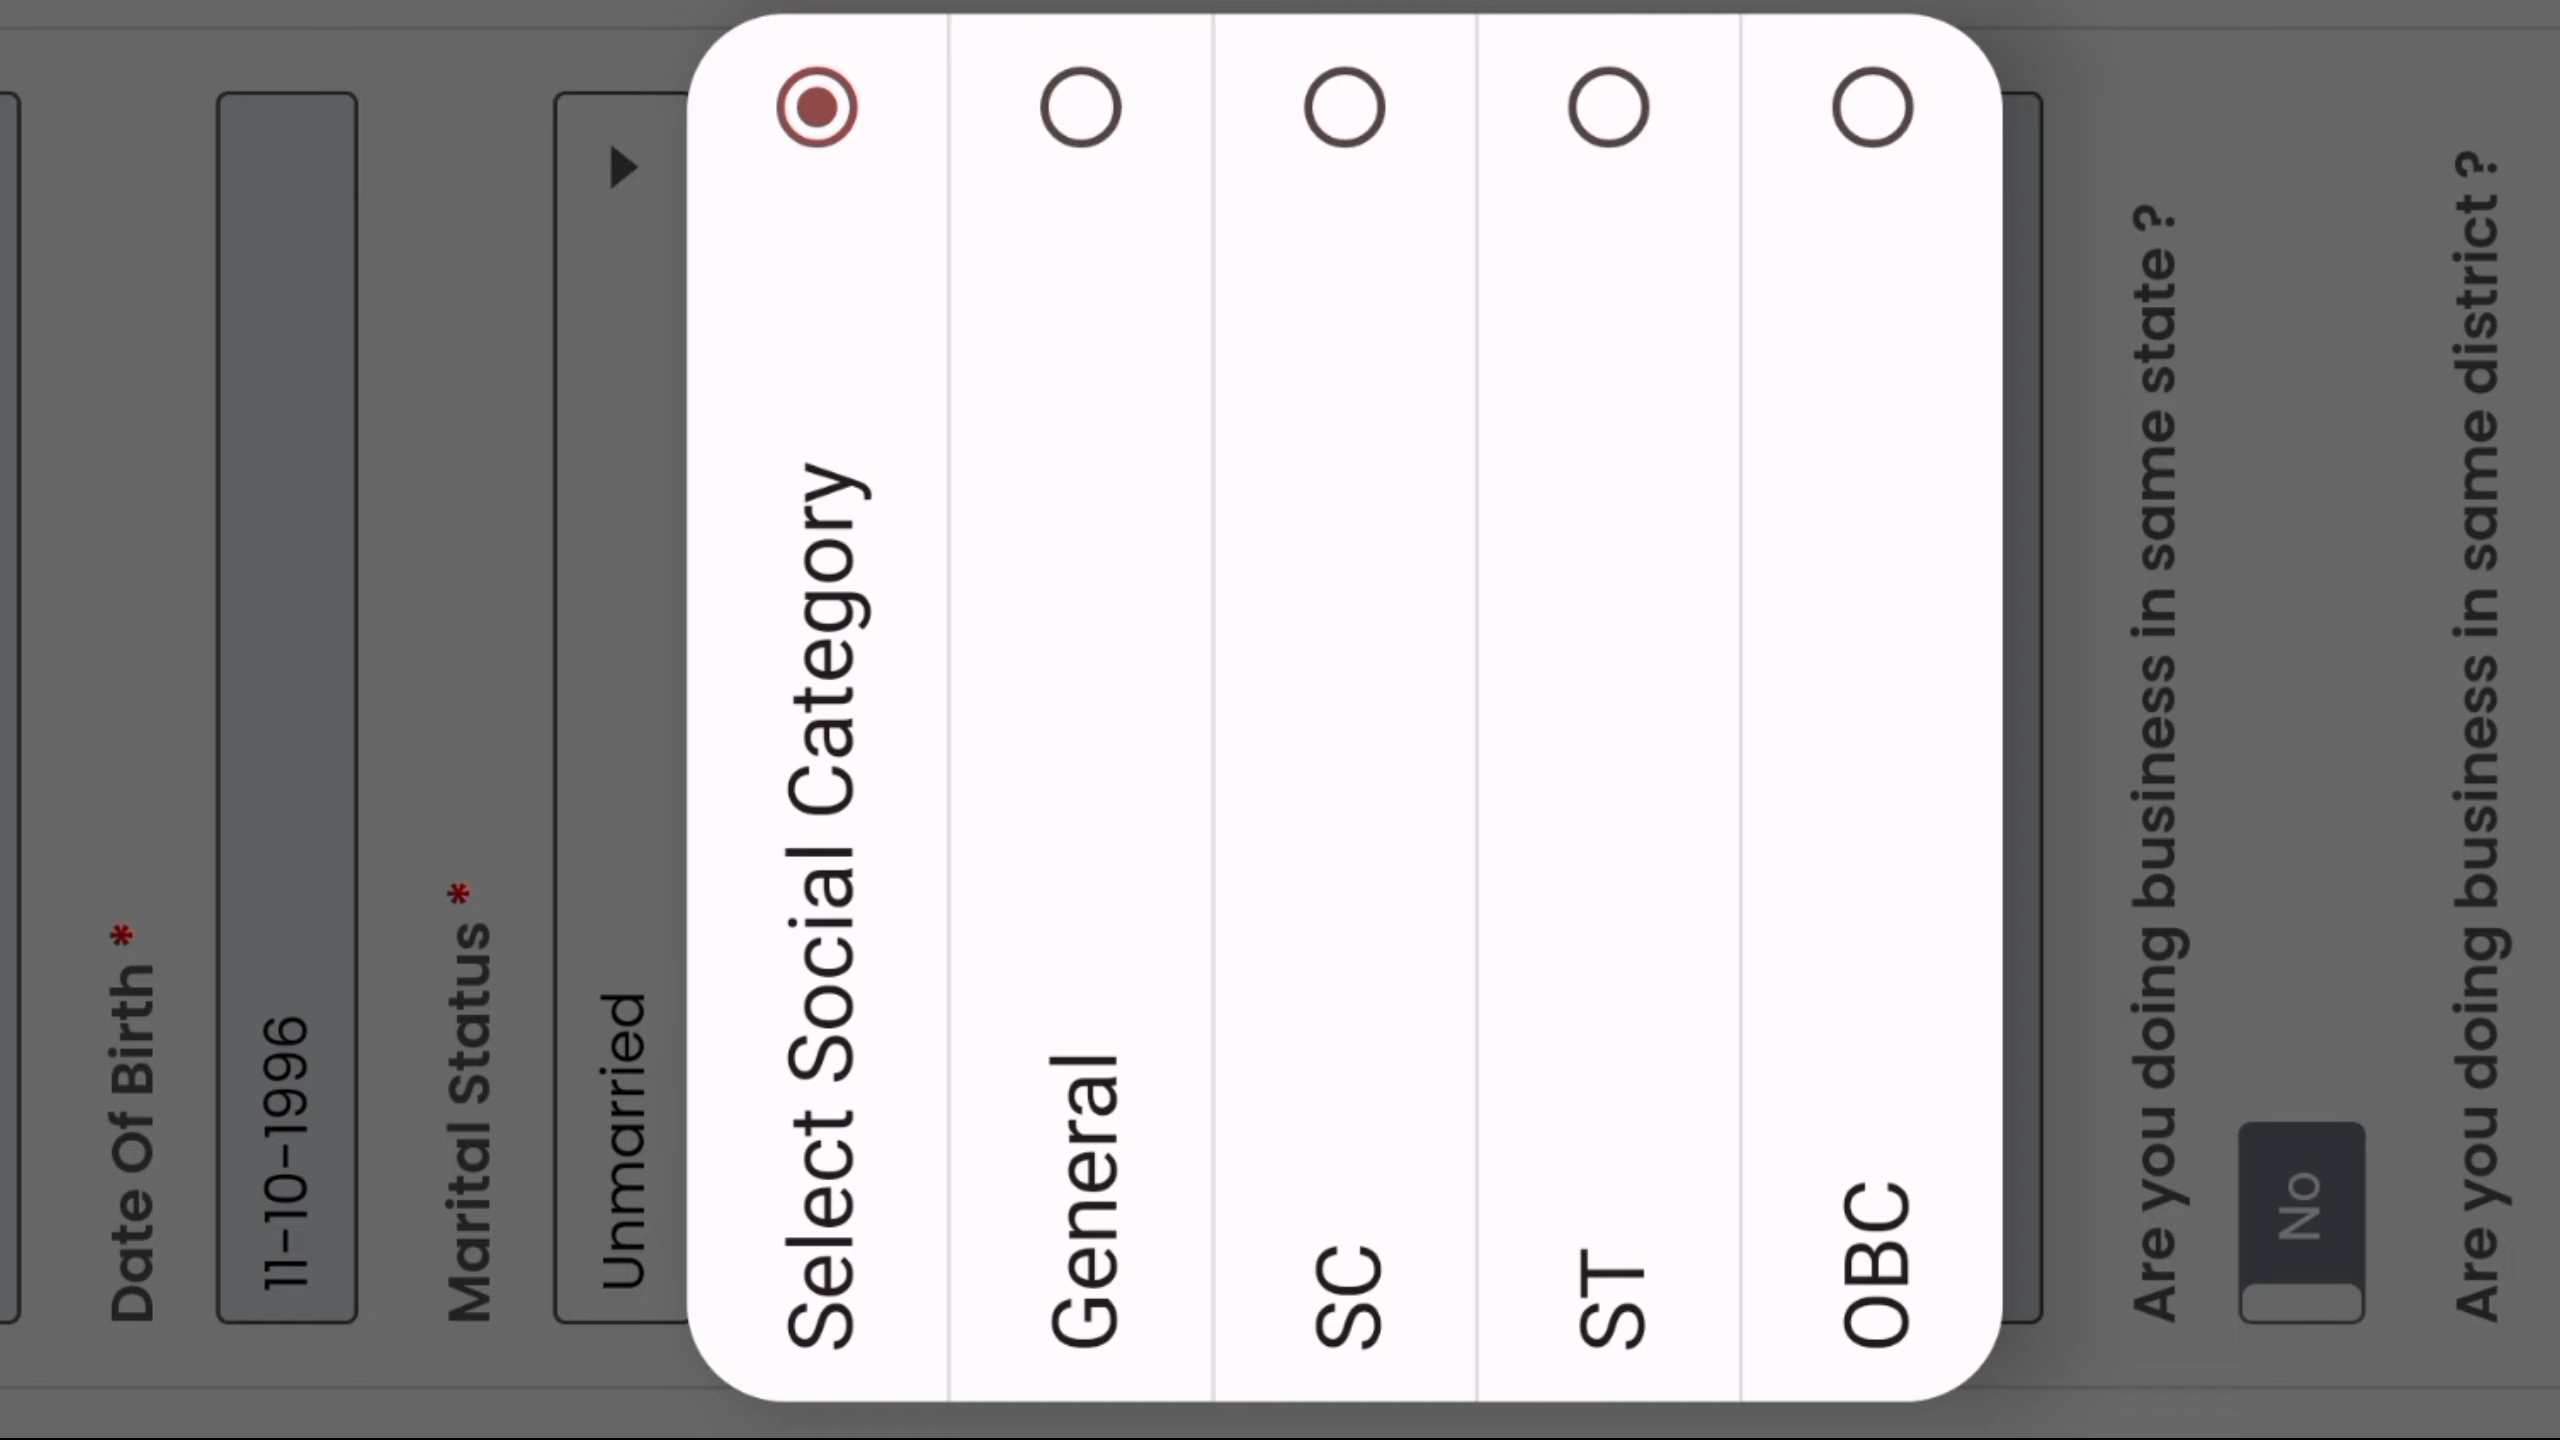 Date Of Birth *
11-10-1996
Marital Status *
Unmarried
Select Social Category
General
SC
ST
OBC
Are you doing business in same state ?
No
Are you doing business in same district ?